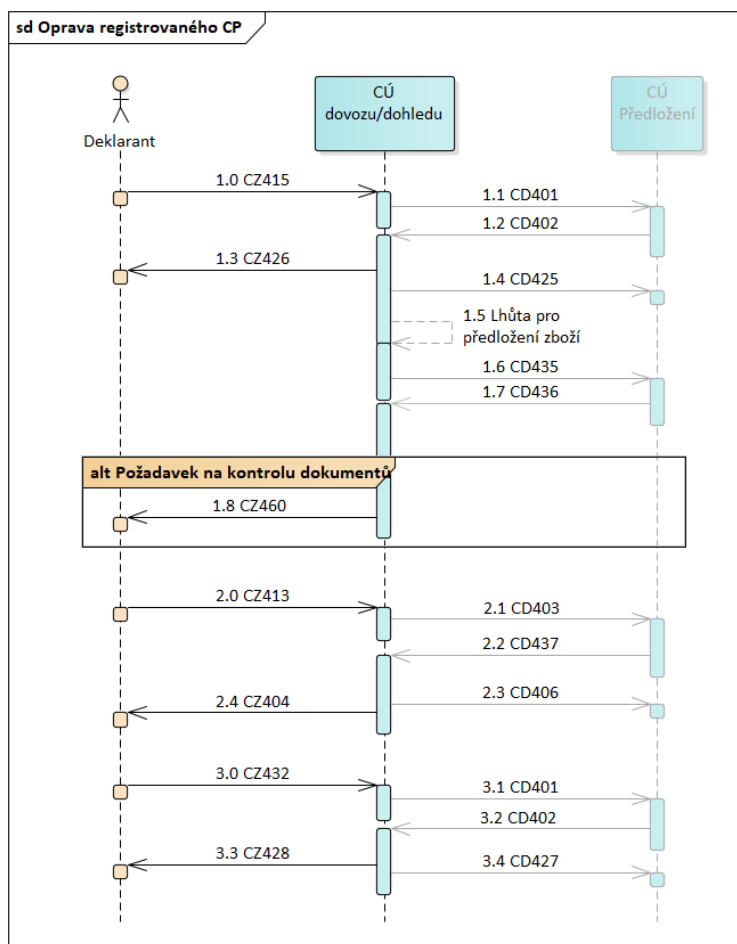 sd Oprava registrovaného CP
CÚ
dovozu/dohledu
CÚ
Předložení
Deklarant
1.0 CZ415
1.1 CD401
1.2 CD402
1.3 CZ426
1.4 CD425
1.5 Lhůta pro
předložení zboží
1.6 CD435
1.7 CD436
alt Požadavek na kontrolu dokumentů
1.8 CZ460
2.0 CZ413
2.1 CD403
2.2 CD437
2.4 CZ404
2.3 CD406
3.0 CZ432
3.1 CD401
3.2 CD402
3.3 CZ428
3.4 CD427